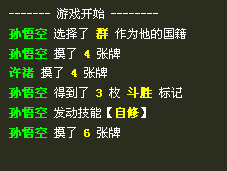 ------- 游戏开始 --------
孙悟空 选择了 群 作为他的国籍
孙悟空 摸了 4 张牌
许褚 摸了 4 张牌
孙悟空 得到了 3 枚 斗胜 标记
孙悟空 发动技能【自修】
孙悟空 摸了 6 张牌